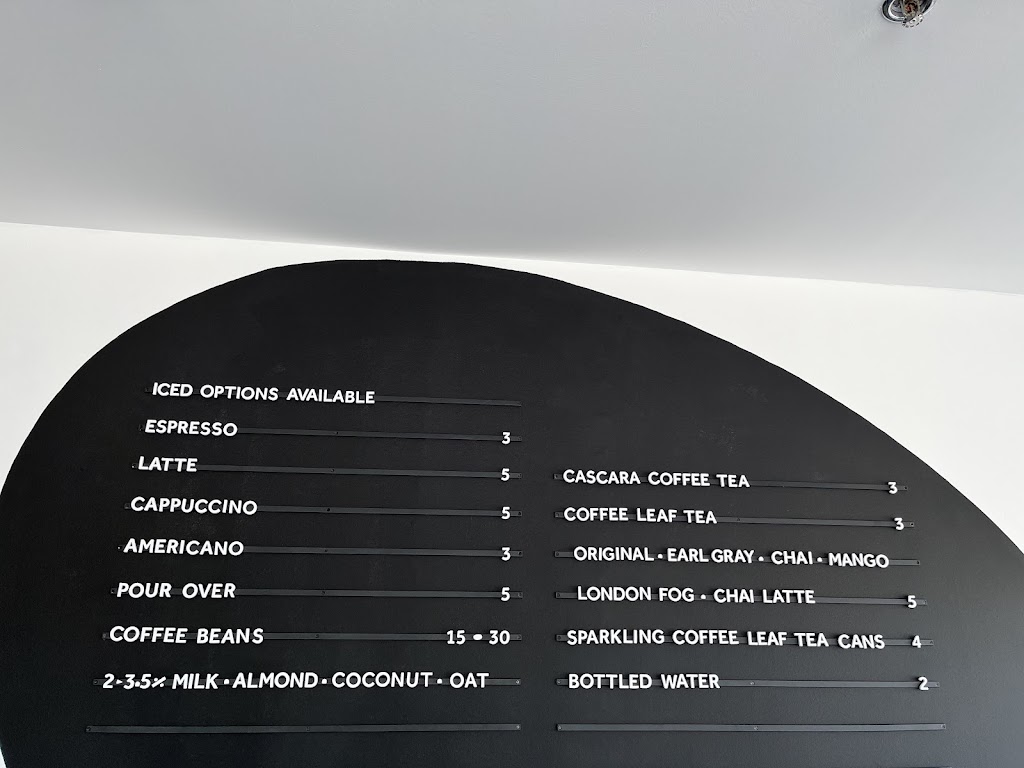 ICED OPTIONS AVAILABLE
ESPRESSO 3
LATTE 5
CAPPUCCINO 5
AMERICANO 3
POUR OVER 5
COFFEE BEANS 15 - 30
2-3.5% MILK • ALMOND • COCONUT • OAT
CASCARA COFFEE TEA 3
COFFEE LEAF TEA 3
ORIGINAL • EARL GRAY • CHAI • MANGO
LONDON FOG • CHAI LATTE 5
SPARKLING COFFEE LEAF TEA CANS 4
BOTTLED WATER 2